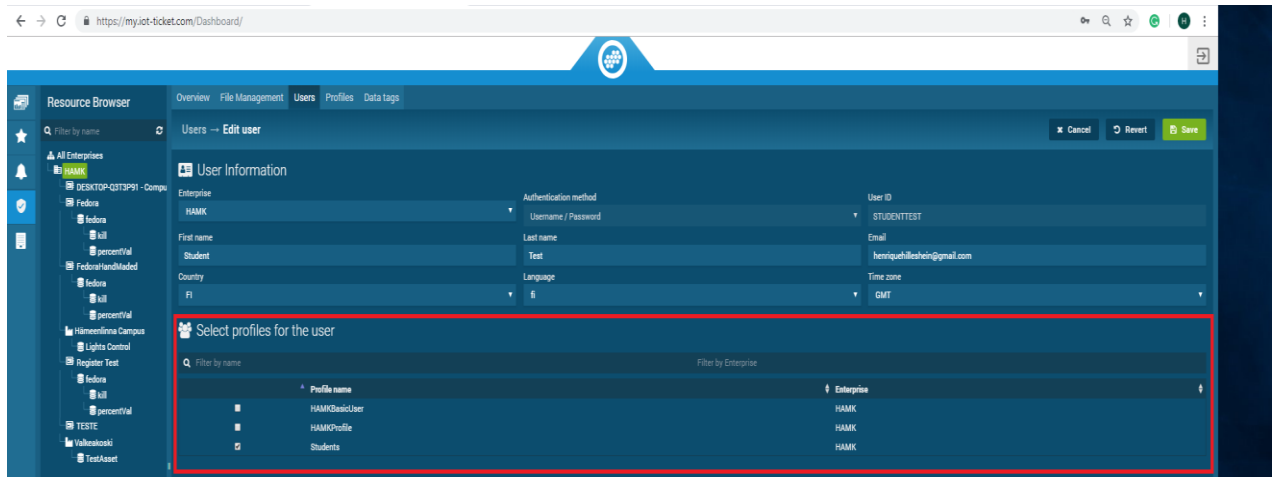 https://my.iot-ticket.com/Dashboard/
H
Resource Browser
Overview File Management Users Profiles Data tags
Filter by name
Users → Edit user
Cancel Revert Save
All Enterprises
HAMK
DESKTOP-Q3T3P91 - Compu
Fedora
fedora
kill
percentVal
FedoraHandMaded
fedora
kill
percentVal
Hämeenlinna Campus
Lights Control
Register Test
fedora
kill
percentVal
TESTE
Valkeakoski
TestAsset
User Information
Enterprise Authentication method User ID
HAMK Username / Password STUDENTTEST
First name Last name Email
Student Test henriquehilleshein@gmail.com
Country Language Time zone
FI fi GMT
Select profiles for the user
Filter by name Filter by Enterprise
Profile name Enterprise
HAMKBasicUser HAMK
HAMKProfile HAMK
Students HAMK